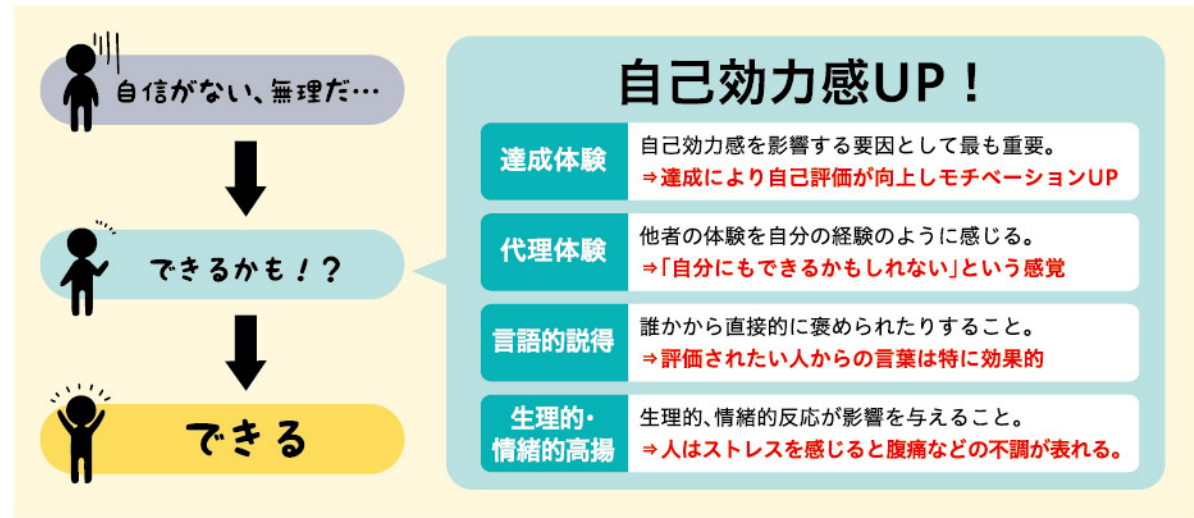 自信がない、無理だ…
できるかも!?
できる
自己効力感UP!
達成体験
自己効力感を影響する要因として最も重要。
⇒達成により自己評価が向上しモチベーションUP
代理体験
他者の体験を自分の経験のように感じる。
⇒「自分にもできるかもしれない」という感覚
言語的説得
誰かから直接的に褒められたりすること。
⇒評価されたい人からの言葉は特に効果的
生理的・
情緒的高揚
生理的、情緒的反応が影響を与えること。
⇒人はストレスを感じると腹痛などの不調が表れる。